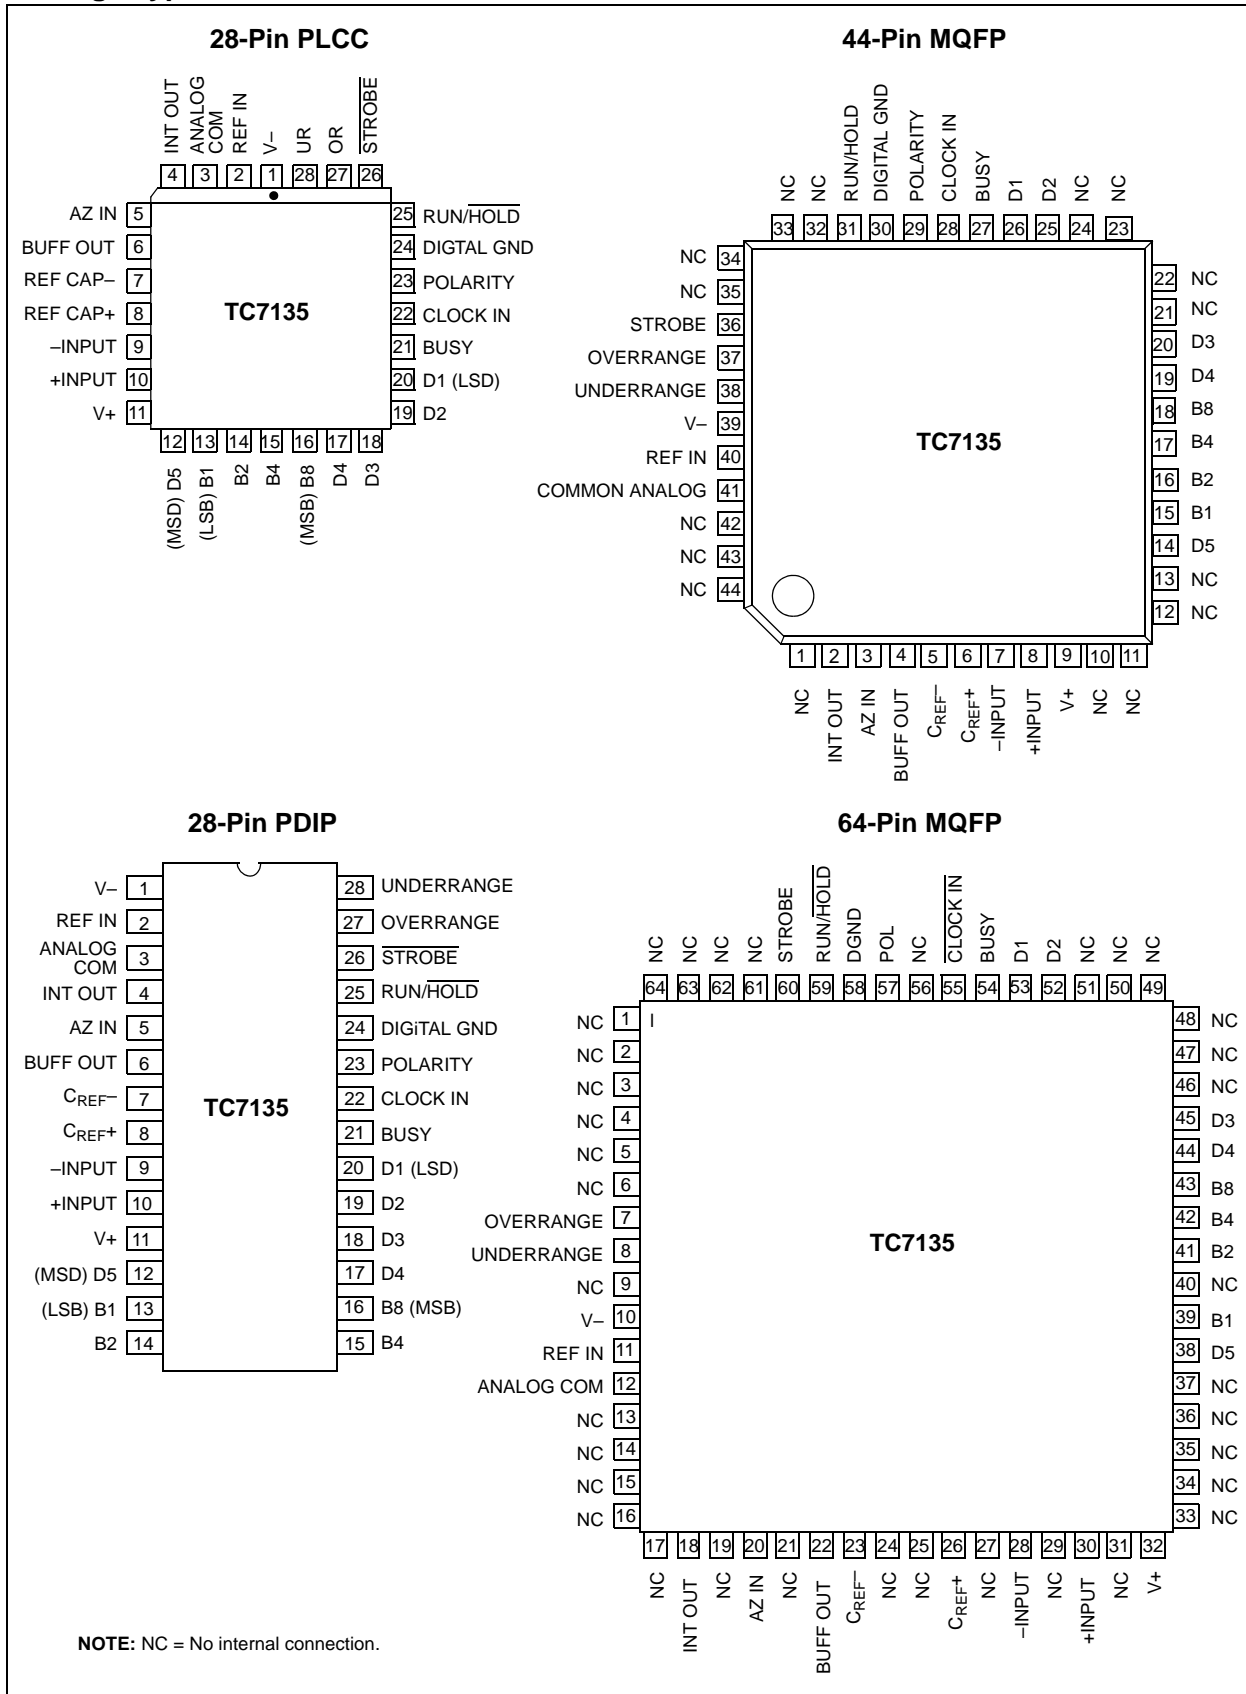 28-Pin PLCC
INT OUT
ANALOG
COM
REF IN
V–
UR
OR
STROBE
4 3 2 1 28 27 26
AZ IN 5
BUFF OUT 6
REF CAP– 7
REF CAP+ 8
–INPUT 9
+INPUT 10
V+ 11
TC7135
25 RUN/HOLD
24 DIGTAL GND
23 POLARITY
22 CLOCK IN
21 BUSY
20 D1 (LSD)
19 D2
12 13 14 15 16 17 18
(MSD) D5
(LSB) B1
B2
B4
(MSB) B8
D4
D3
44-Pin MQFP
NC
NC
RUN/HOLD
DIGITAL GND
POLARITY
CLOCK IN
BUSY
D1
D2
NC
NC
33 32 31 30 29 28 27 26 25 24 23
NC 34
NC 35
STROBE 36
OVERRANGE 37
UNDERRANGE 38
V– 39
REF IN 40
COMMON ANALOG 41
NC 42
NC 43
NC 44
TC7135
22 NC
21 NC
20 D3
19 D4
18 B8
17 B4
16 B2
15 B1
14 D5
13 NC
12 NC
1 2 3 4 5 6 7 8 9 10 11
NC
INT OUT
AZ IN
BUFF OUT
CREF–
CREF+
–INPUT
+INPUT
V+
NC
NC
28-Pin PDIP
V– 1
REF IN 2
ANALOG
COM 3
INT OUT 4
AZ IN 5
BUFF OUT 6
CREF– 7
CREF+ 8
–INPUT 9
+INPUT 10
V+ 11
(MSD) D5 12
(LSB) B1 13
B2 14
TC7135
28 UNDERRANGE
27 OVERRANGE
26 STROBE
25 RUN/HOLD
24 DIGiTAL GND
23 POLARITY
22 CLOCK IN
21 BUSY
20 D1 (LSD)
19 D2
18 D3
17 D4
16 B8 (MSB)
15 B4
64-Pin MQFP
NC
NC
NC
NC
STROBE
RUN/HOLD
DGND
POL
NC
CLOCK IN
BUSY
D1
D2
NC
NC
NC
64 63 62 61 60 59 58 57 56 55 54 53 52 51 50 49
NC 1 I
NC 2
NC 3
NC 4
NC 5
NC 6
OVERRANGE 7
UNDERRANGE 8
NC 9
V– 10
REF IN 11
ANALOG COM 12
NC 13
NC 14
NC 15
NC 16
TC7135
48 NC
47 NC
46 NC
45 D3
44 D4
43 B8
42 B4
41 B2
40 NC
39 B1
38 D5
37 NC
36 NC
35 NC
34 NC
33 NC
17 18 19 20 21 22 23 24 25 26 27 28 29 30 31 32
NC
INT OUT
NC
AZ IN
NC
BUFF OUT
CREF–
NC
NC
CREF+
NC
–INPUT
NC
+INPUT
NC
V+
NOTE: NC = No internal connection.